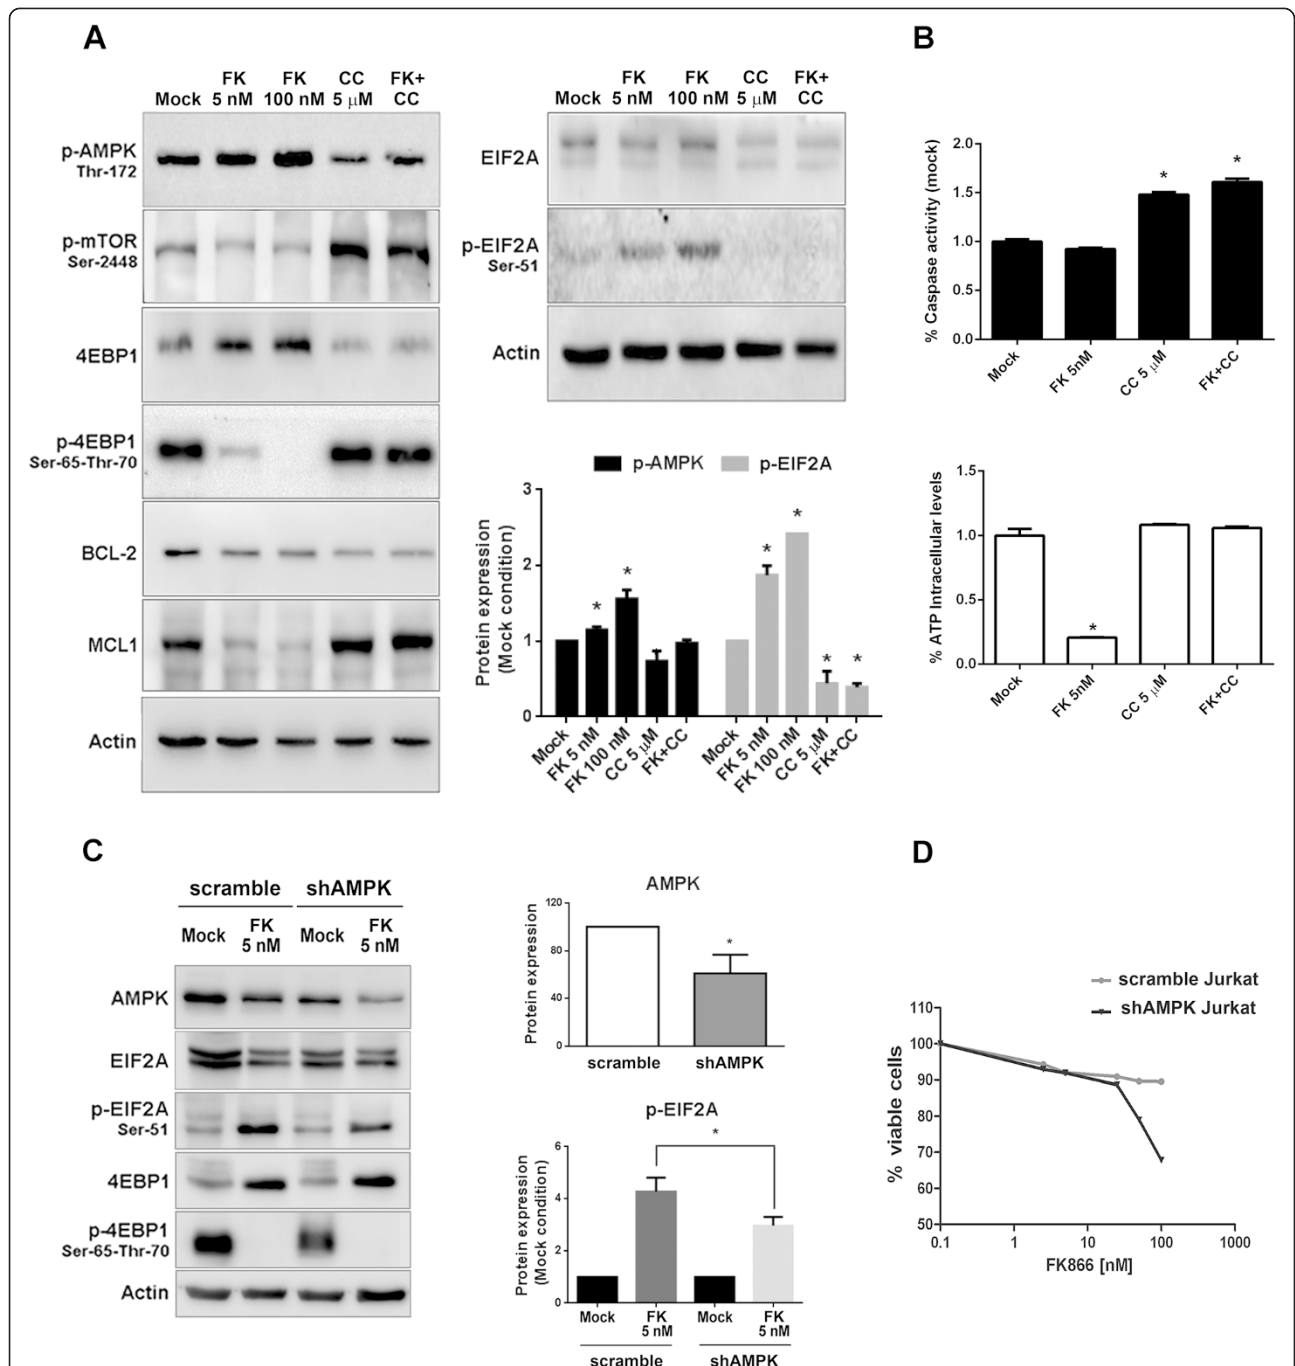 A
Mock
FK
5 nM
FK
100 nM
CC
5 µM
FK+
CC
p-AMPK
Thr-172
p-mTOR
Ser-2448
4EBP1
p-4EBP1
Ser-65-Thr-70
BCL-2
MCL1
Actin
Mock
FK
5 nM
FK
100 nM
CC
5 µM
FK+
CC
EIF2A
p-EIF2A
Ser-51
Actin
p-AMPK
p-EIF2A
Protein expression
(Mock condition)
3
2
1
0
Mock
FK 5 nM
FK 100 nM
CC 5 µM
FK+CC
Mock
FK 5 nM
FK 100 nM
CC 5 µM
FK+CC
* * * * * *
B
% Caspase activity (mock)
2.0
1.5
1.0
0.5
0.0
* *
Mock
FK 5nM
CC 5 µM
FK+CC
% ATP Intracellular levels
1.5
1.0
0.5
0.0
*
Mock
FK 5nM
CC 5 µM
FK+CC
C
scramble
shAMPK
Mock
FK
5 nM
Mock
FK
5 nM
AMPK
EIF2A
p-EIF2A
Ser-51
4EBP1
p-4EBP1
Ser-65-Thr-70
Actin
AMPK
Protein expression
120
80
40
0
*
scramble
shAMPK
p-EIF2A
Protein expression
(Mock condition)
6
4
2
0
*
Mock
FK
5 nM
Mock
FK
5 nM
scramble
shAMPK
D
scramble Jurkat
shAMPK Jurkat
% viable cells
110
100
90
80
70
60
50
0.1
1
10
100
1000
FK866 [nM]